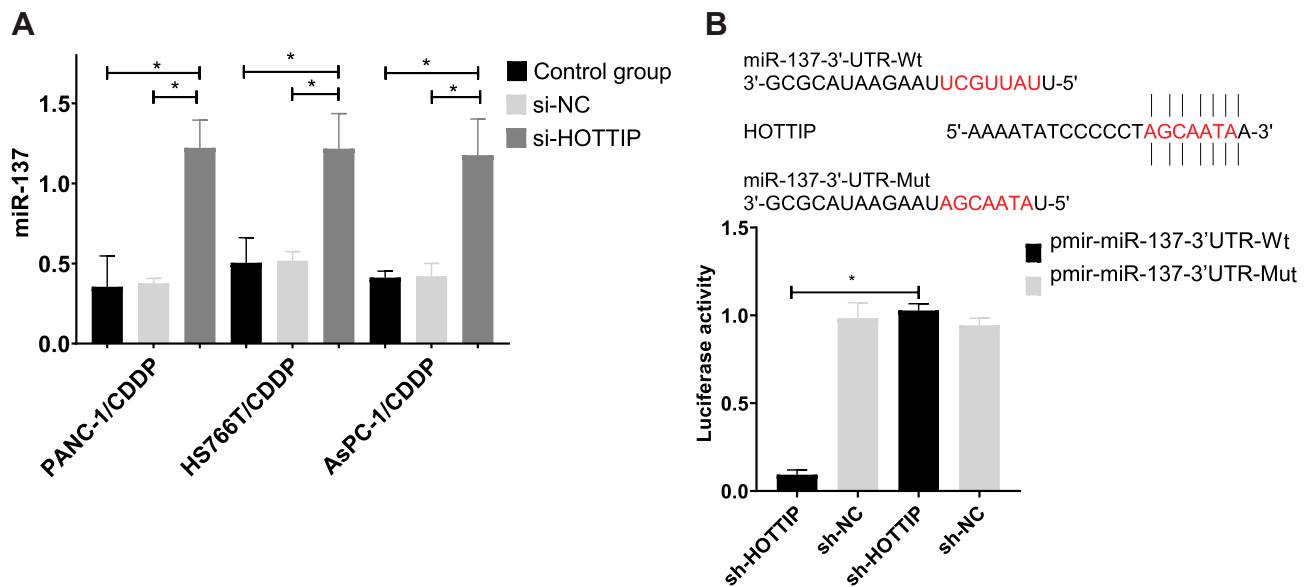 A
*
*
*
*
*
*
Control group
si-NC
si-HOTTIP
miR-137
1.5
1.0
0.5
0.0
PANC-1/CDDP
HS766T/CDDP
AsPC-1/CDDP
B
miR-137-3'-UTR-Wt
3'-GCGCAUAAGAAUUCGUUAUU-5'
HOTTIP 5'-AAAATATCCCCCTAGCAATAA-3'
miR-137-3'-UTR-Mut
3'-GCGCAUAAGAAUAGCAATAU-5'
pmir-miR-137-3'UTR-Wt
pmir-miR-137-3'UTR-Mut
*
Luciferase activity
1.5
1.0
0.5
0.0
sh-HOTTIP
sh-NC
sh-HOTTIP
sh-NC